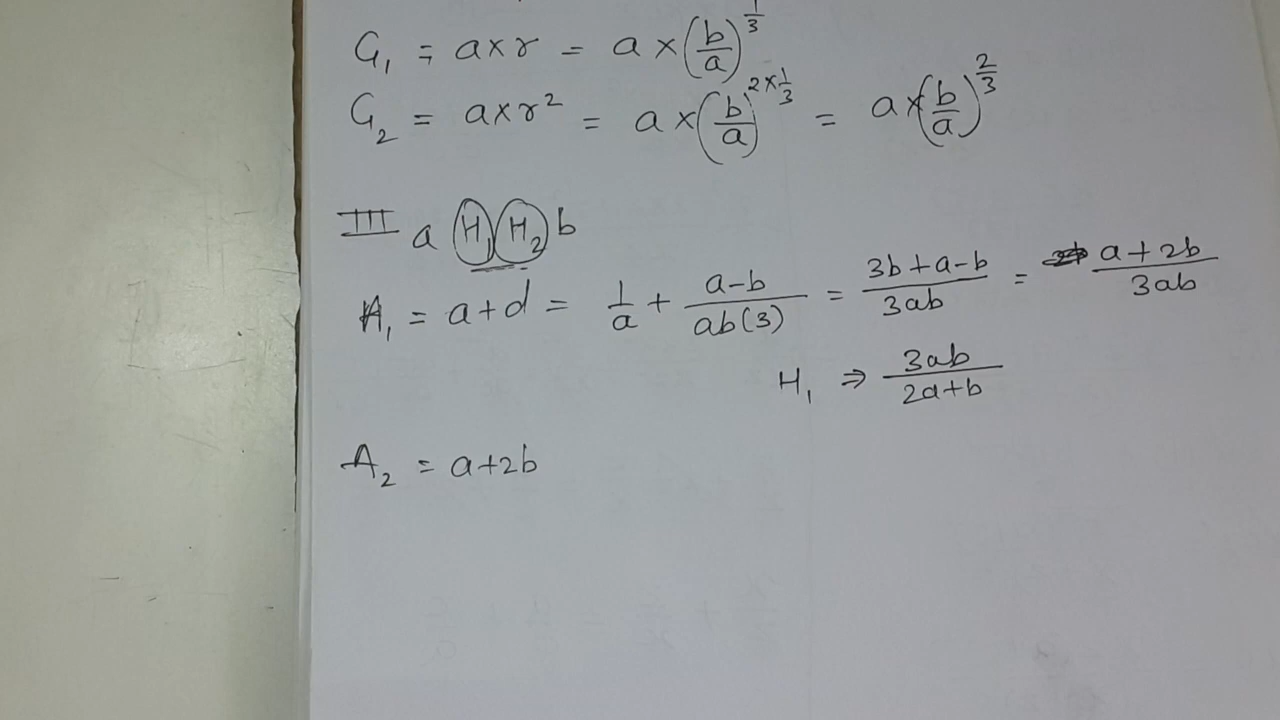 G₁ = a×r = a×(b/a)^(1/3)
G₂ = a×r² = a×(b/a)^(2×1/3) = a×(b/a)^(2/3)
III a H₁ H₂ b
A₁ = a+d = 1/a + (a-b)/(ab(3)) = (3b+a-b)/(3ab) = (a+2b)/(3ab)
H₁ ⇒ (3ab)/(2a+b)
A₂ = a+2b